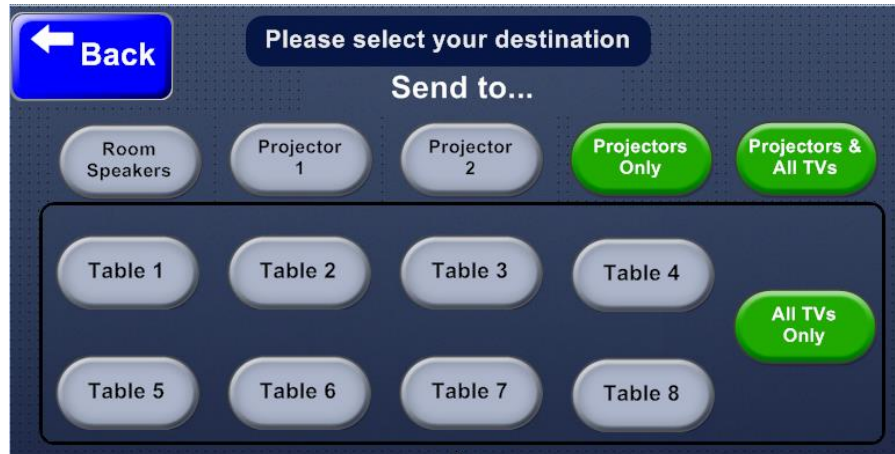 Back
Please select your destination
Send to...
Room
Speakers
Projector
1
Projector
2
Projectors
Only
Projectors &
All TVs
Table 1
Table 2
Table 3
Table 4
All TVs
Only
Table 5
Table 6
Table 7
Table 8